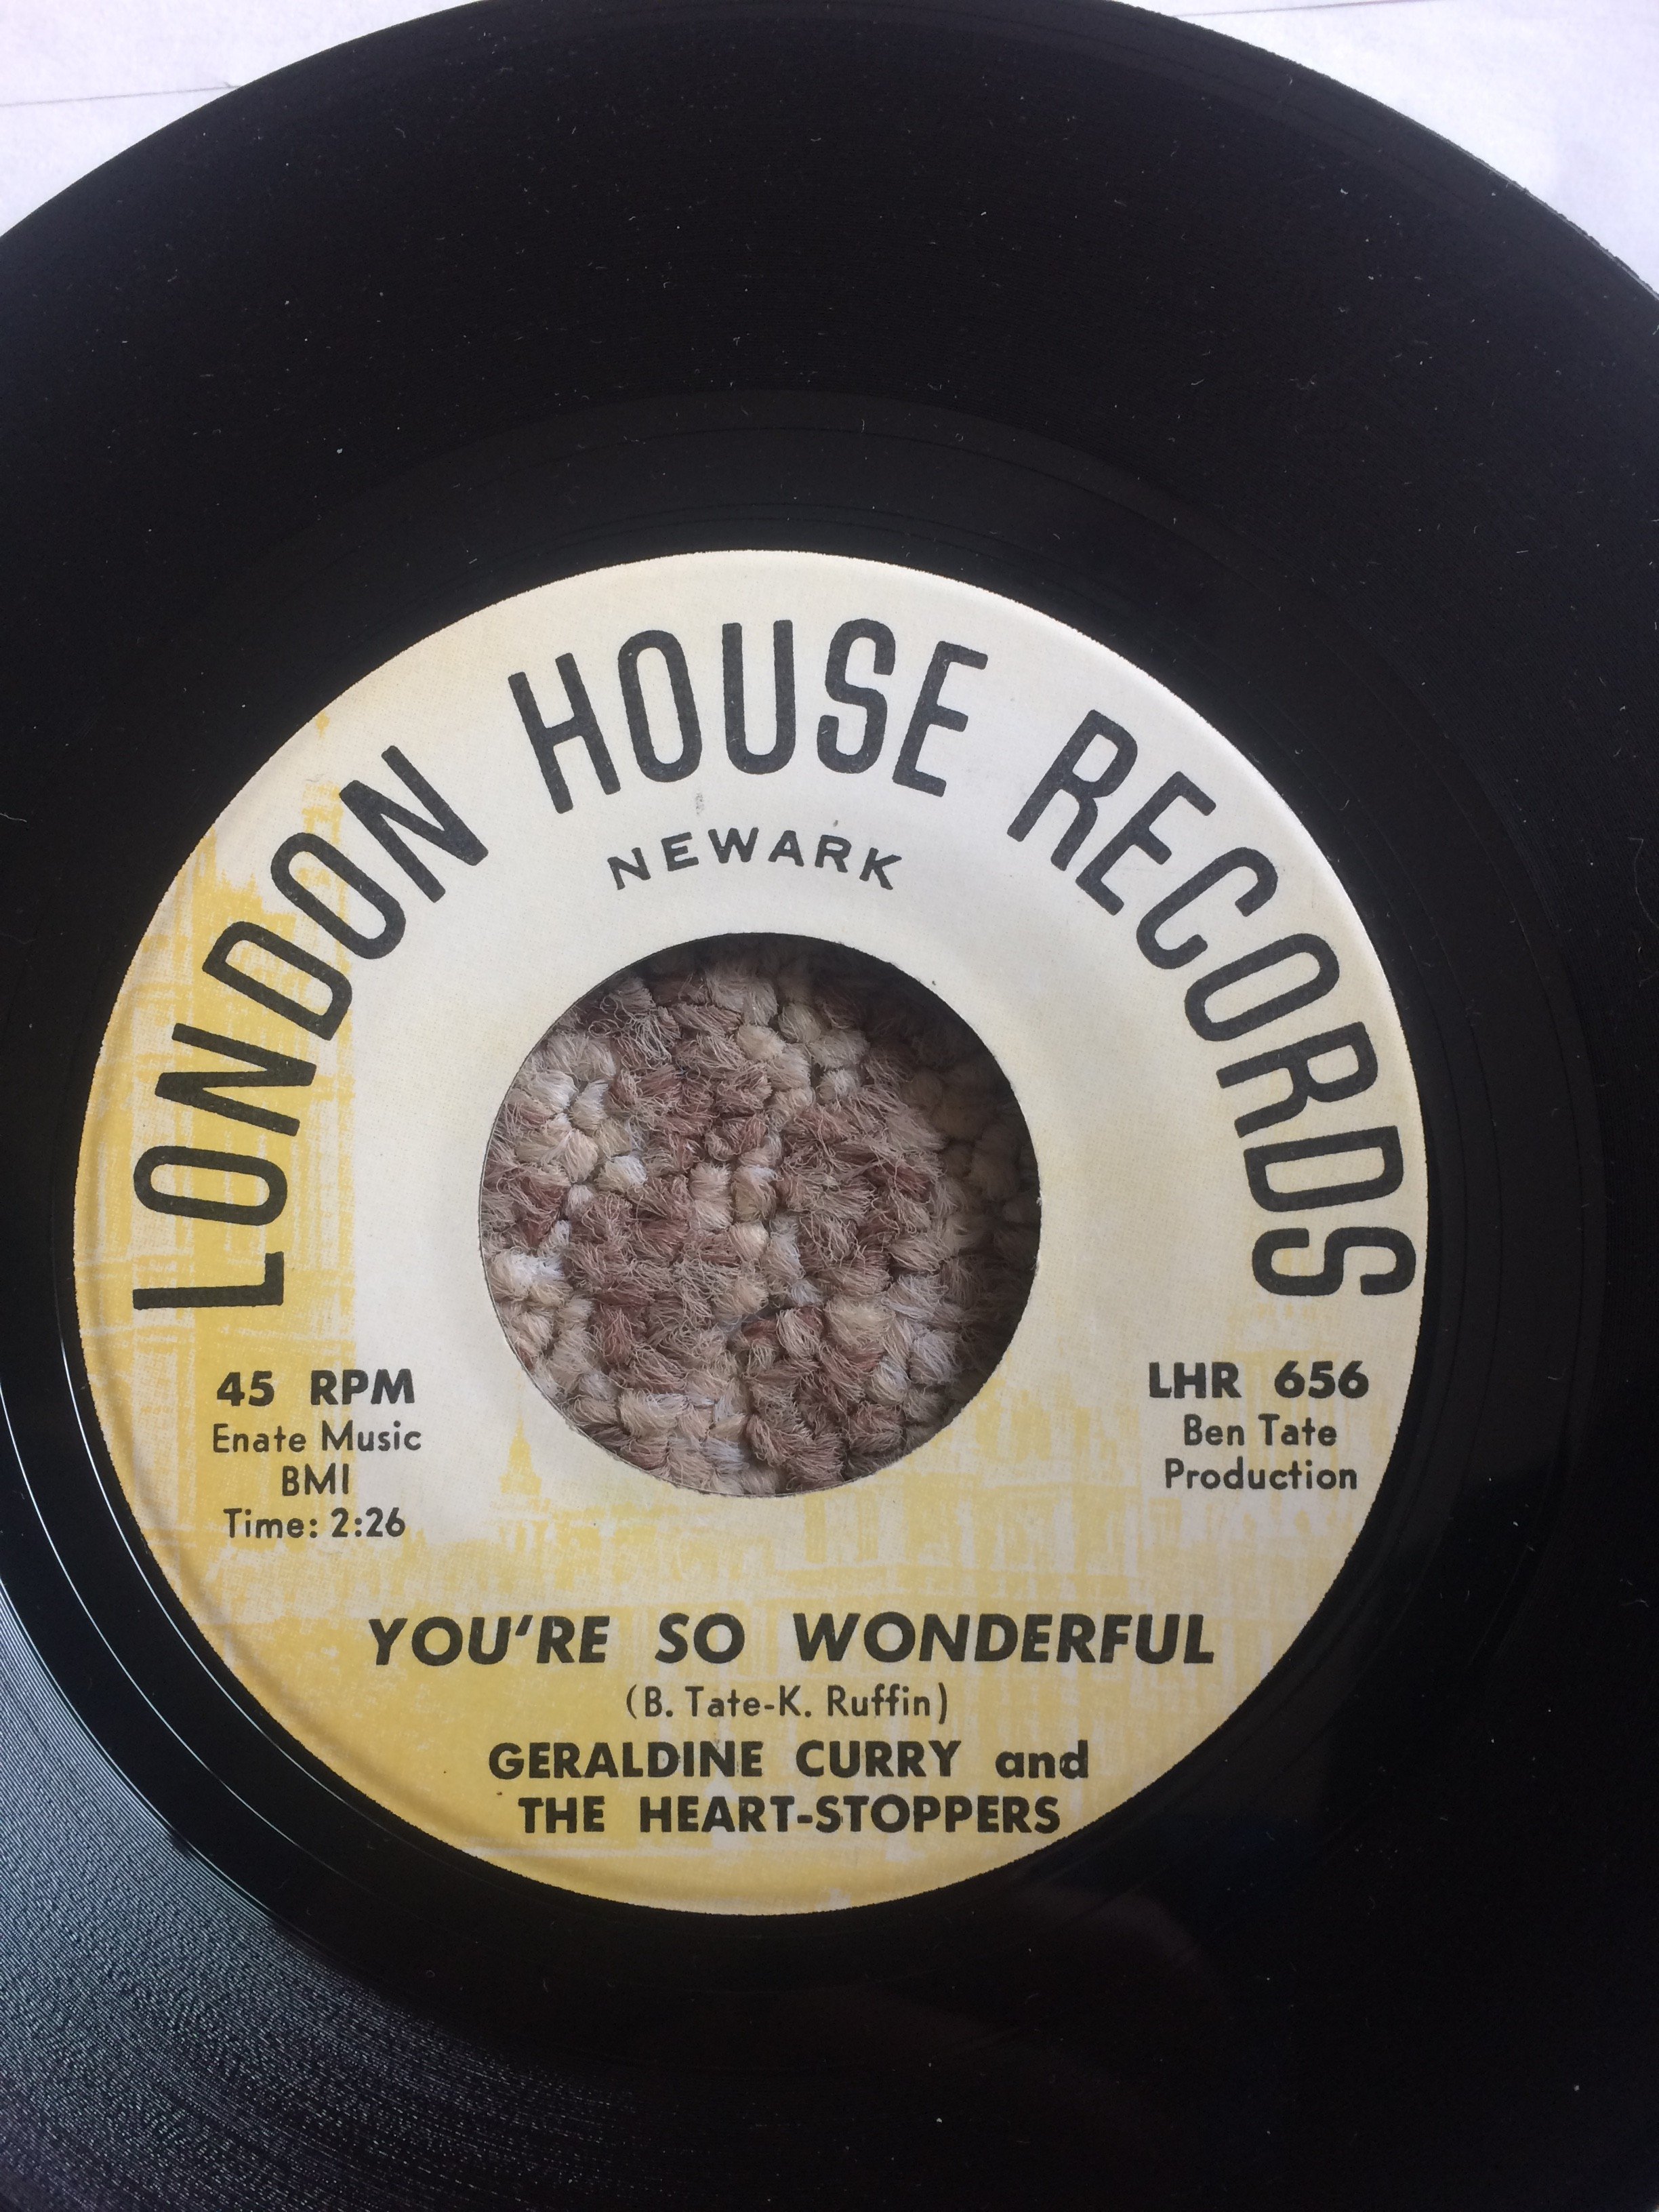 LONDON HOUSE RECORDS
NEWARK
45 RPM
Enate Music
BMI
Time: 2:26
LHR 656
Ben Tate
Production
YOU'RE SO WONDERFUL
(B. Tate-K. Ruffin)
GERALDINE CURRY and
THE HEART-STOPPERS